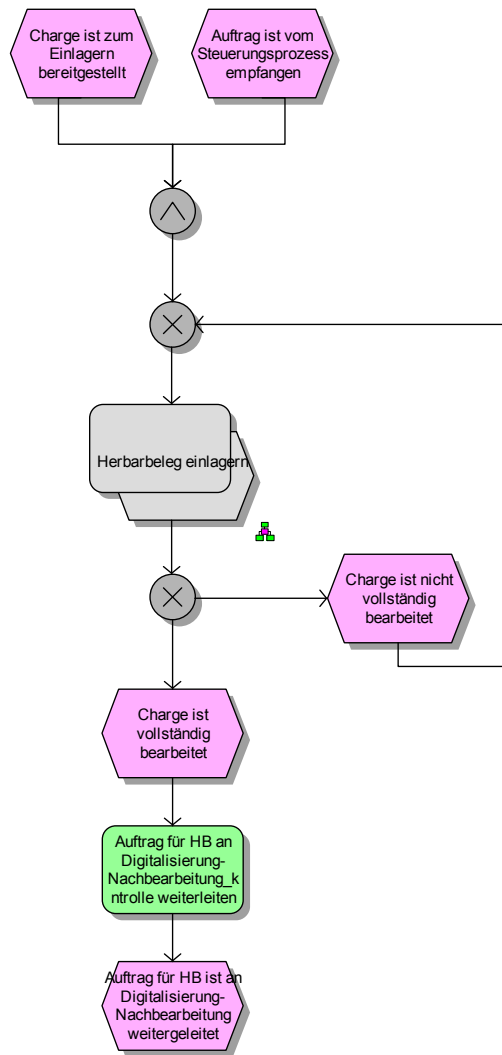 Charge ist zum
Einlagern
bereitgestellt
Auftrag ist vom
Steuerungsprozess
empfangen
Herbarbeleg einlagern
Charge ist nicht
vollständig
bearbeitet
Charge ist
vollständig
bearbeitet
Auftrag für HB an
Digitalisierung-
Nachbearbeitung_k
ntrolle weiterleiten
Auftrag für HB ist an
Digitalisierung-
Nachbearbeitung
weitergeleitet